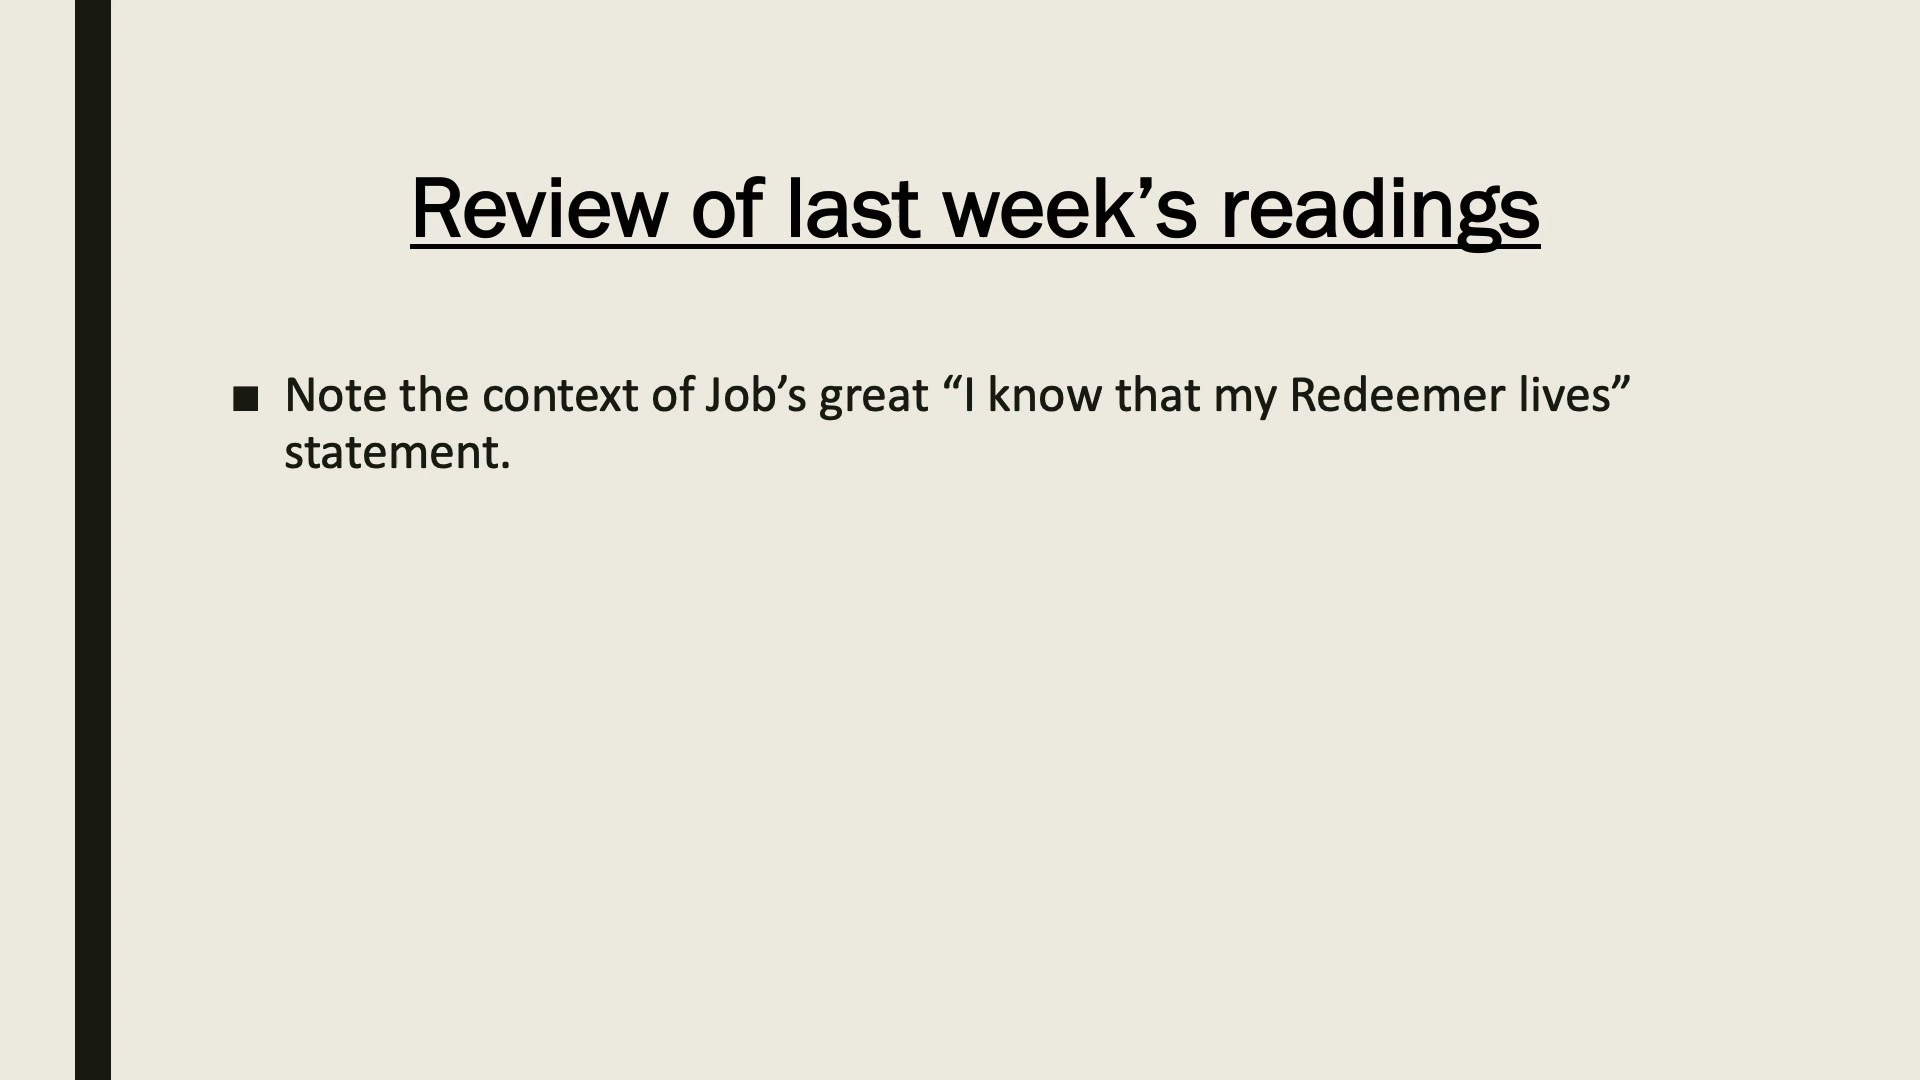 Review of last week’s readings
■ Note the context of Job’s great “I know that my Redeemer lives”
statement.